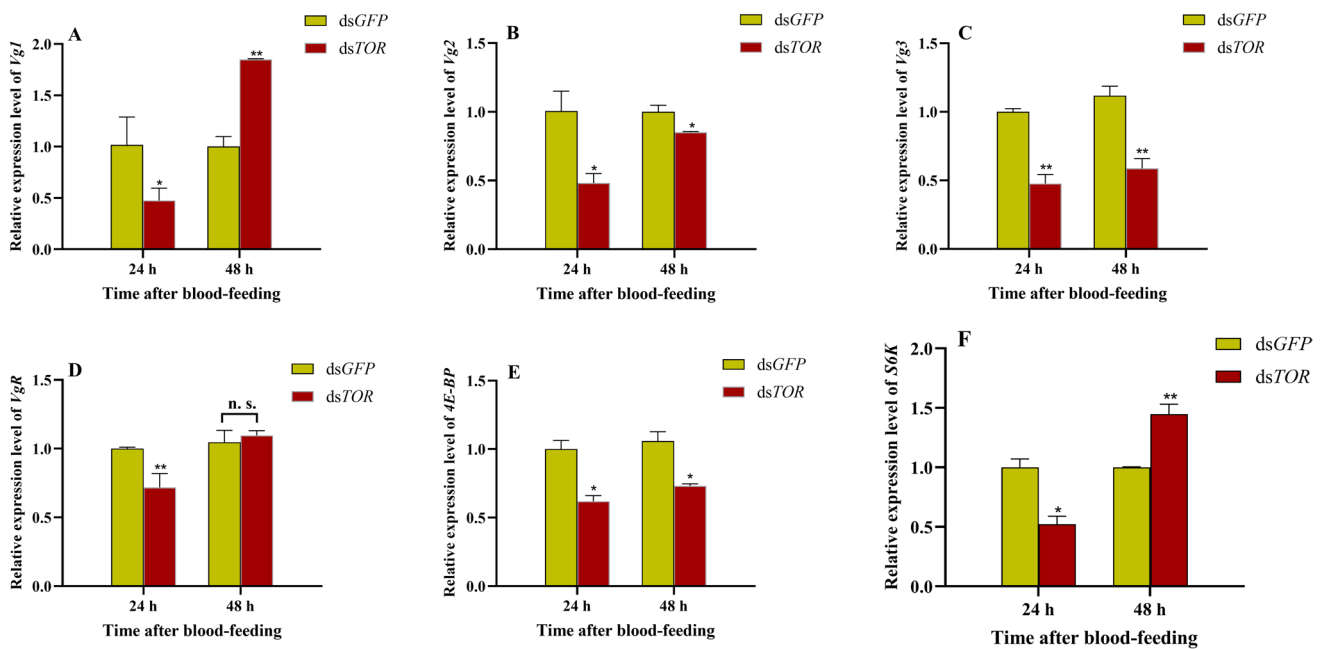 A
dsGFP
dsTOR
Relative expression level of Vg1
2.0
1.5
1.0
0.5
0.0
*
**
24 h
48 h
Time after blood-feeding
B
dsGFP
dsTOR
Relative expression level of Vg2
1.5
1.0
0.5
0.0
*
*
24 h
48 h
Time after blood-feeding
C
dsGFP
dsTOR
Relative expression level of Vg3
1.5
1.0
0.5
0.0
**
**
24 h
48 h
Time after blood-feeding
D
dsGFP
dsTOR
Relative expression level of VgR
1.5
1.0
0.5
0.0
**
n. s.
24 h
48 h
Time after blood-feeding
E
dsGFP
dsTOR
Relative expression level of 4E-BP
1.5
1.0
0.5
0.0
*
*
24 h
48 h
Time after blood-feeding
F
dsGFP
dsTOR
Relative expression level of S6K
2.0
1.5
1.0
0.5
0.0
*
**
24 h
48 h
Time after blood-feeding